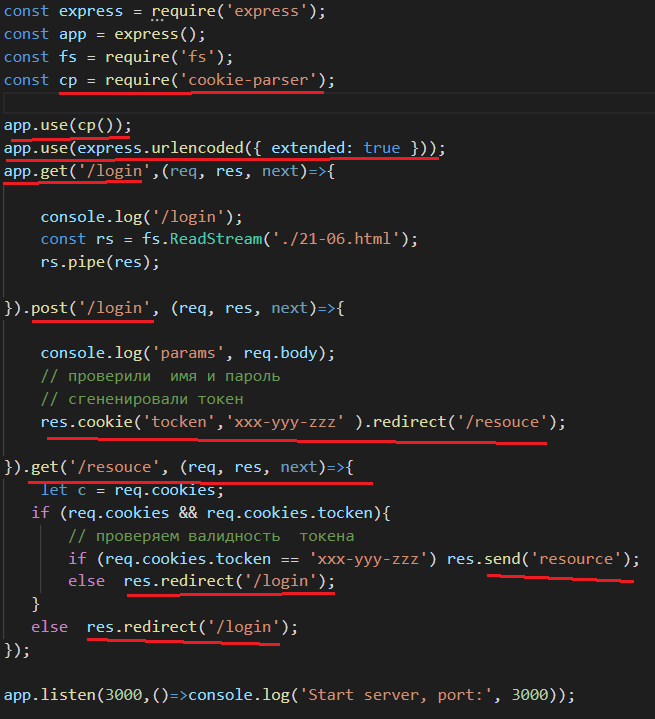 const express = require('express');
const app = express();
const fs = require('fs');
const cp = require('cookie-parser');
app.use(cp());
app.use(express.urlencoded({ extended: true }));
app.get('/login',(req, res, next)=>{
console.log('/login');
const rs = fs.ReadStream('./21-06.html');
rs.pipe(res);
}).post('/login', (req, res, next)=>{
console.log('params', req.body);
// проверили имя и пароль
// сгененировали токен
res.cookie('tocken','xxx-yyy-zzz' ).redirect('/resouce');
}).get('/resouce', (req, res, next)=>{
let c = req.cookies;
if (req.cookies && req.cookies.tocken){
// проверяем валидность токена
if (req.cookies.tocken == 'xxx-yyy-zzz') res.send('resource');
else res.redirect('/login');
}
else res.redirect('/login');
});
app.listen(3000,()=>console.log('Start server, port:', 3000));